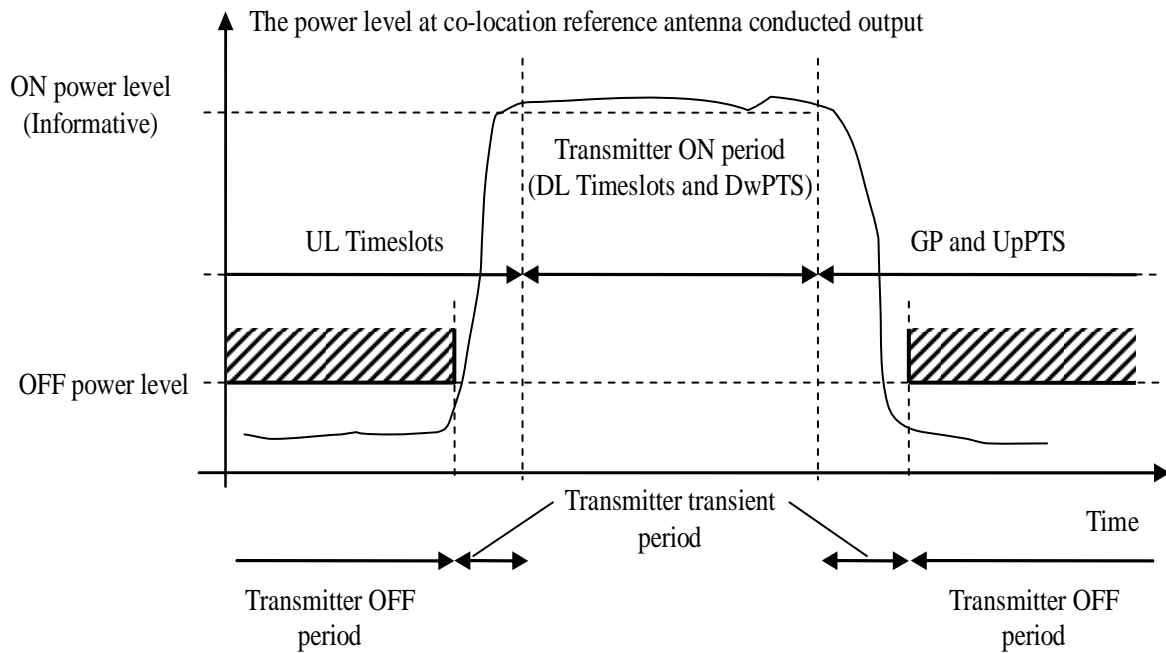 The power level at co-location reference antenna conducted output
ON power level
(Informative)
Transmitter ON period
(DL Timeslots and DwPTS)
UL Timeslots
GP and UpPTS
OFF power level
Transmitter transient
period
Time
Transmitter OFF
period
Transmitter OFF
period